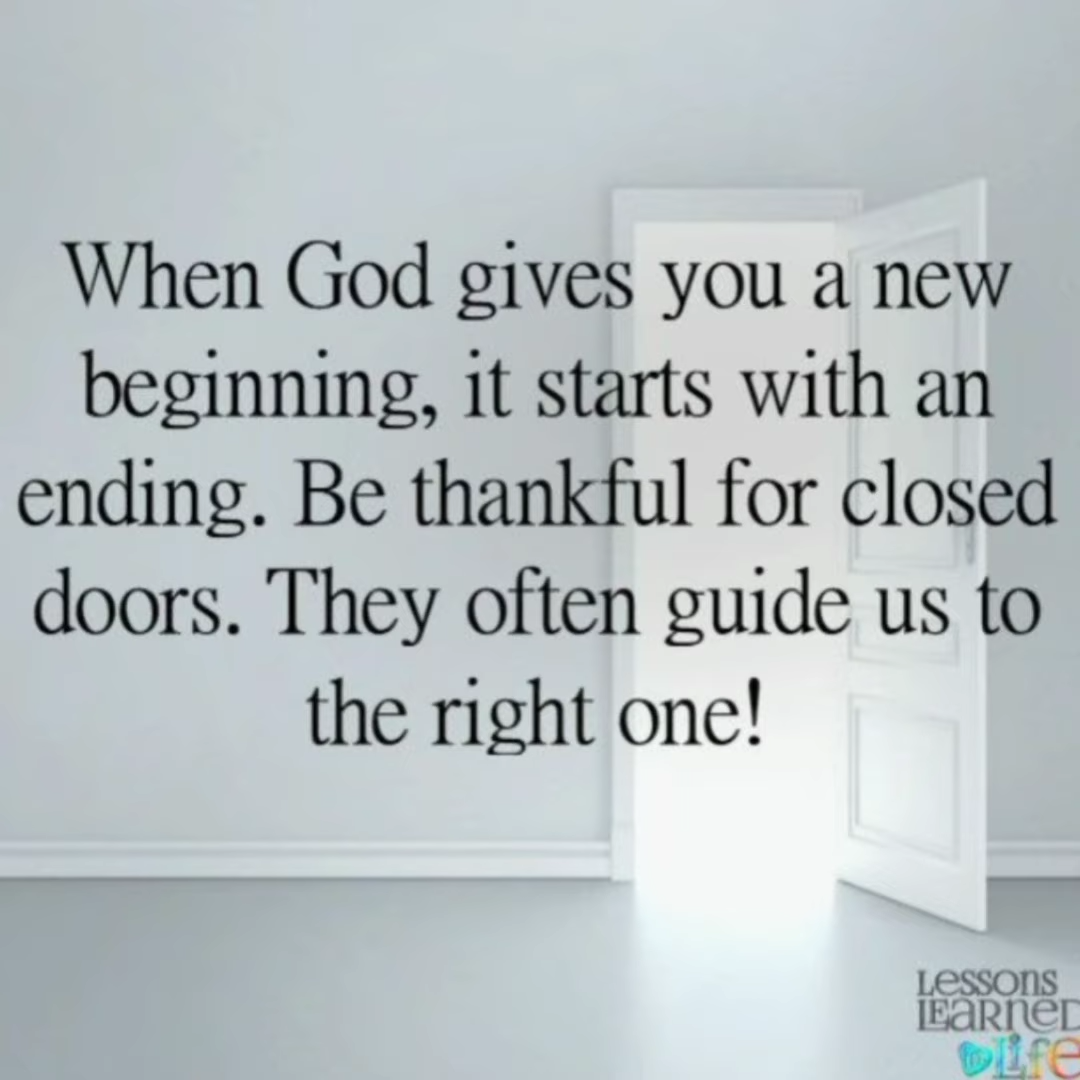 When God gives you a new
beginning, it starts with an
ending. Be thankful for closed
doors. They often guide us to
the right one!
Lessons
Learned
Life